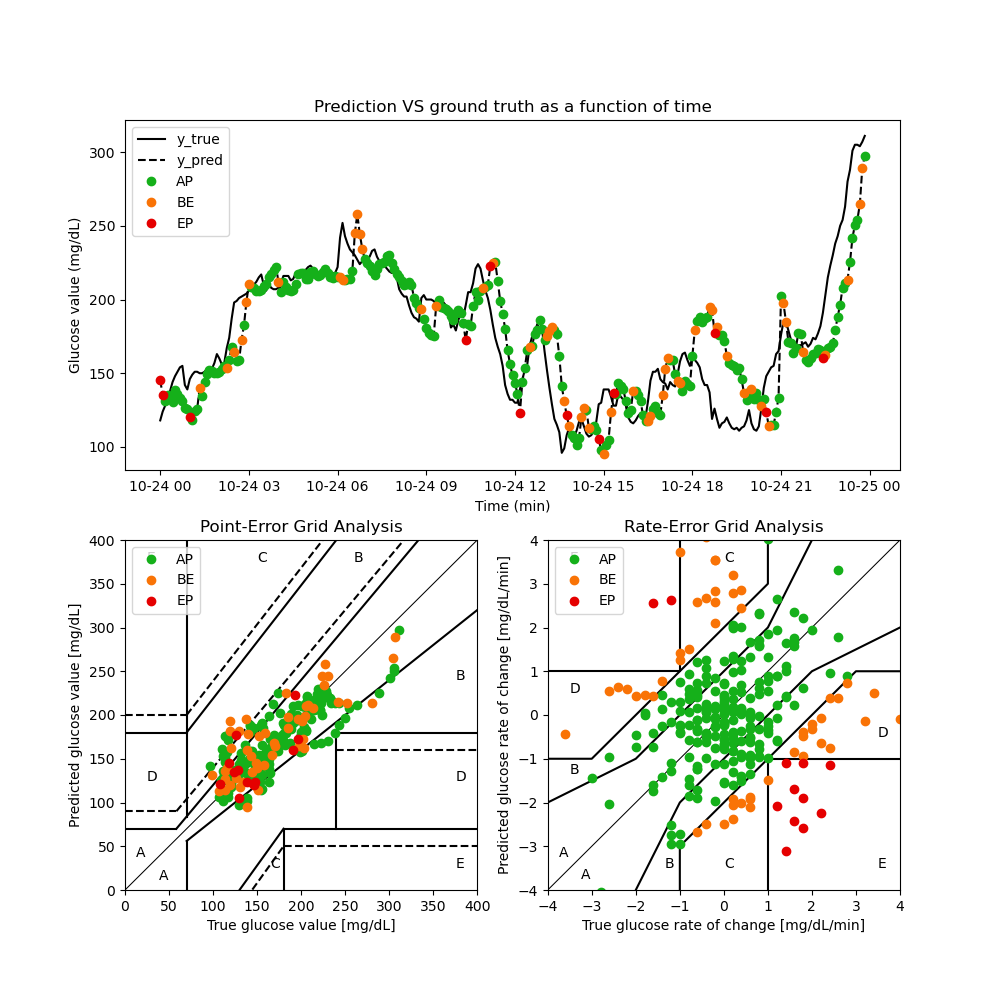 Prediction VS ground truth as a function of time
Glucose value (mg/dL)
300
250
200
150
100
y_true
y_pred
AP
BE
EP
10-24 00 10-24 03 10-24 06 10-24 09 10-24 12 10-24 15 10-24 18 10-24 21 10-25 00
Time (min)
Point-Error Grid Analysis
Predicted glucose value [mg/dL]
400
350
300
250
200
150
100
50
0
AP
BE
EP
C
B
B
D
D
A
A
C
E
0 50 100 150 200 250 300 350 400
True glucose value [mg/dL]
Rate-Error Grid Analysis
Predicted glucose rate of change [mg/dL/min]
4
3
2
1
0
−1
−2
−3
−4
AP
BE
EP
C
D
D
B
A
A
B
C
E
−4 −3 −2 −1 0 1 2 3 4
True glucose rate of change [mg/dL/min]